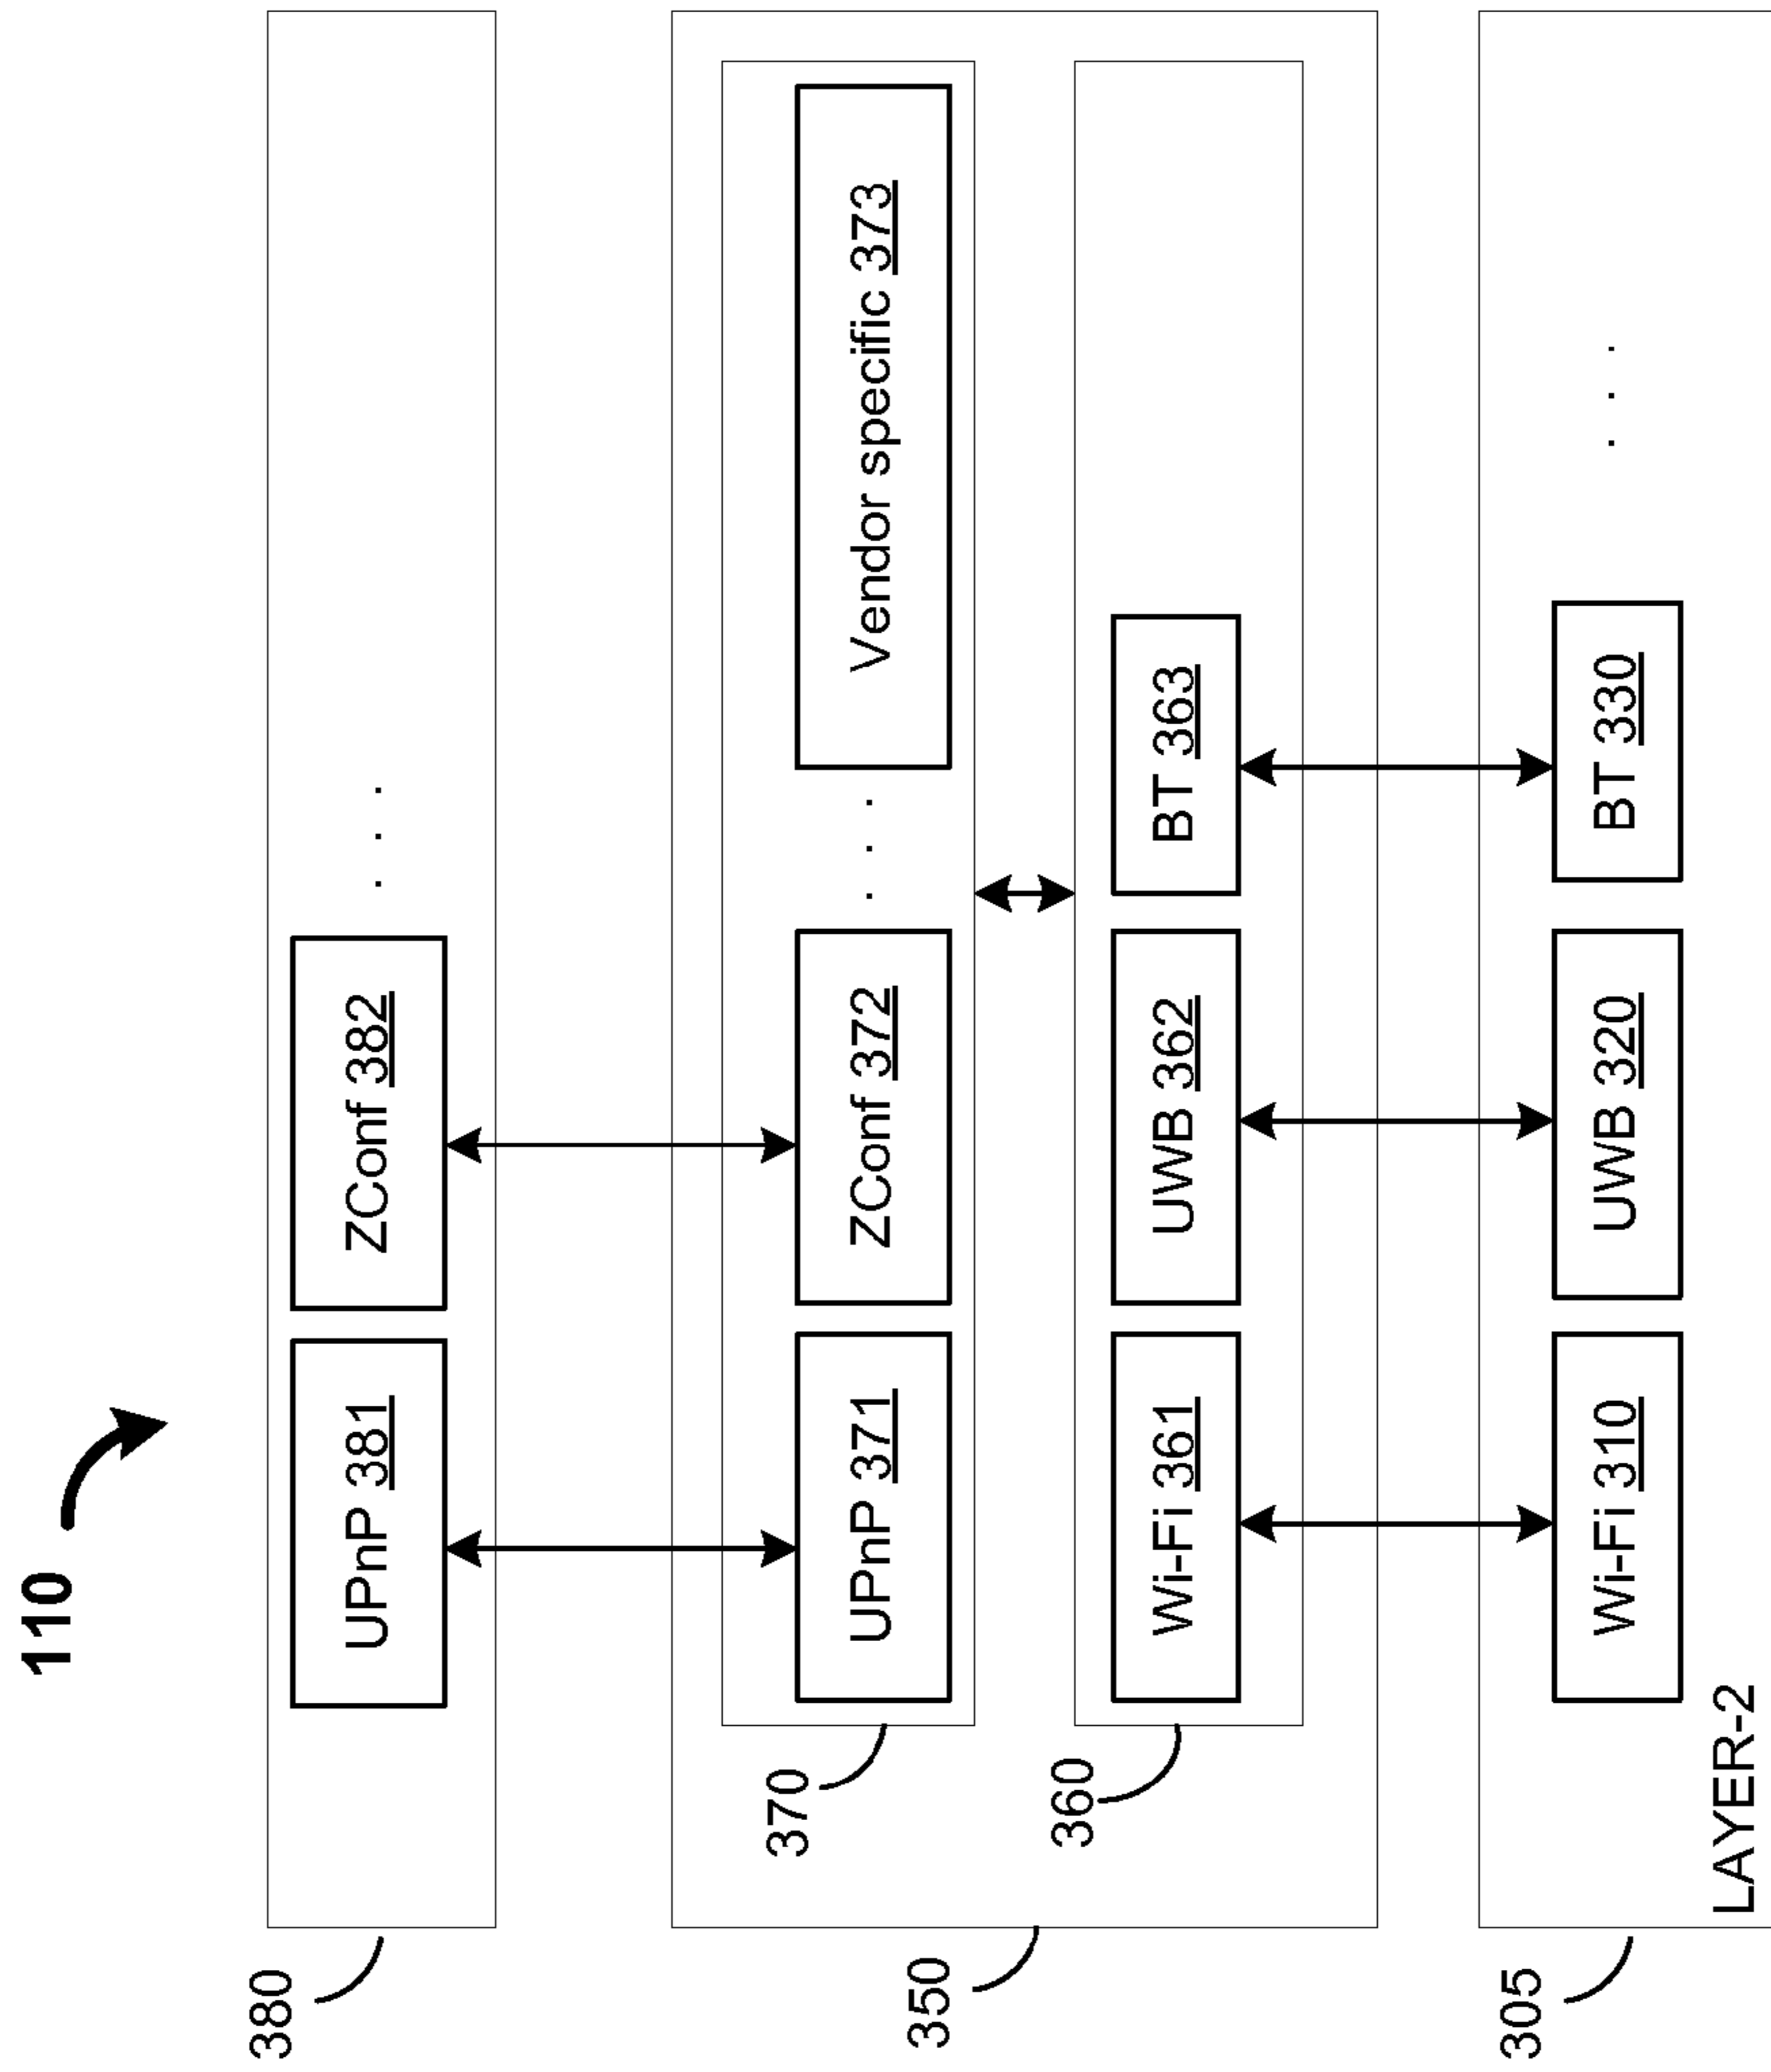 110
380
UPnP 381
ZConf 382
. . .
350
370
UPnP 371
ZConf 372
. . .
Vendor specific 373
360
Wi-Fi 361
UWB 362
BT 363
305
Wi-Fi 310
UWB 320
BT 330
. . .
LAYER-2